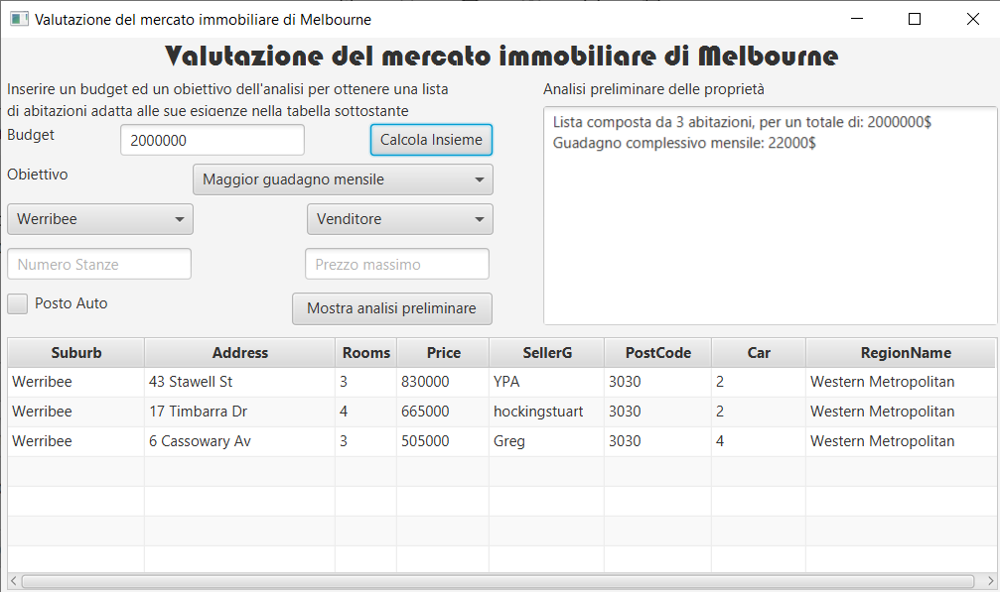 Valutazione del mercato immobiliare di Melbourne
Valutazione del mercato immobiliare di Melbourne
Inserire un budget ed un obiettivo dell'analisi per ottenere una lista
di abitazioni adatta alle sue esigenze nella tabella sottostante
Budget
2000000
Calcola Insieme
Obiettivo
Maggior guadagno mensile
Werribee
Venditore
Numero Stanze
Prezzo massimo
Posto Auto
Mostra analisi preliminare
Analisi preliminare delle proprietà
Lista composta da 3 abitazioni, per un totale di: 2000000$
Guadagno complessivo mensile: 22000$
Suburb Address Rooms Price SellerG PostCode Car RegionName
Werribee 43 Stawell St 3 830000 YPA 3030 2 Western Metropolitan
Werribee 17 Timbarra Dr 4 665000 hockingstuart 3030 2 Western Metropolitan
Werribee 6 Cassowary Av 3 505000 Greg 3030 4 Western Metropolitan